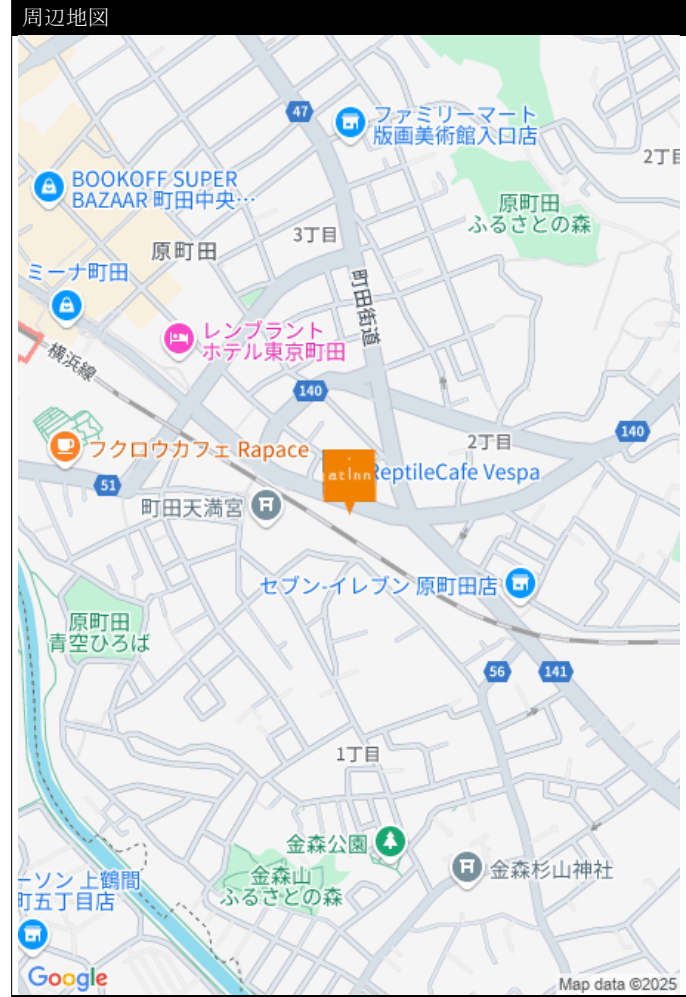 周辺地図
47
ファミリーマート
版画美術館入口店
2丁目
BOOKOFF SUPER
BAZAAR 町田中央…
原町田
ふるさとの森
3丁目
原町田
ミーナ町田
町田街道
レンブラント
ホテル東京町田
横浜線
140
140
2丁目
フクロウカフェ Rapace
at Inn
ReptileCafe Vespa
51
町田天満宮
セブン-イレブン 原町田店
原町田
青空ひろば
56
141
1丁目
金森公園
金森杉山神社
金森山
ふるさとの森
ーソン 上鶴間
町五丁目店
Google
Map data ©2025